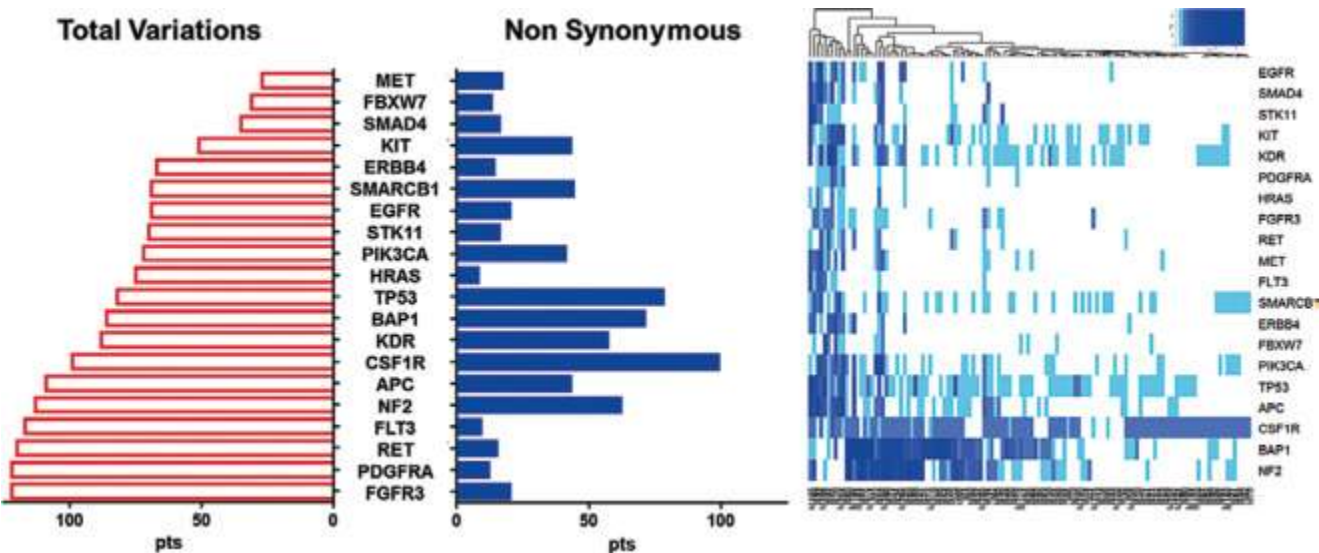 Total Variations
Non Synonymous
MET
FBXW7
SMAD4
KIT
ERBB4
SMARCB1
EGFR
STK11
PIK3CA
HRAS
TP53
BAP1
KDR
CSF1R
APC
NF2
FLT3
RET
PDGFRA
FGFR3
100 50 0
pts
0 50 100
pts
EGFR
SMAD4
STK11
KIT
KDR
PDGFRA
HRAS
FGFR3
RET
MET
FLT3
SMARCB1
ERBB4
FBXW7
PIK3CA
TP53
APC
CSF1R
BAP1
NF2